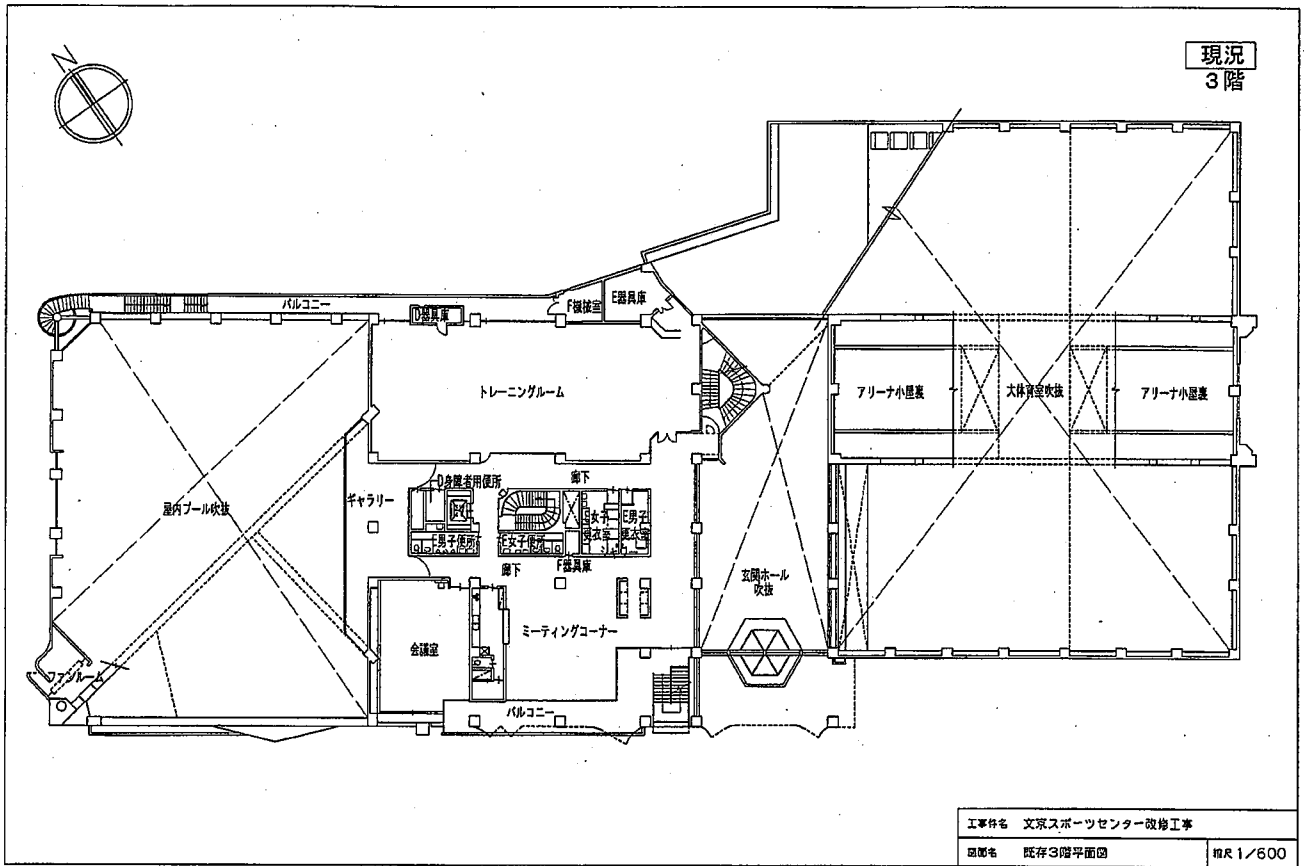 N
現況
3階
バルコニー
D器具庫
F機械室
E器具庫
トレーニングルーム
アリーナ小屋裏
大体育室吹抜
アリーナ小屋裏
D身障者用便所
廊下
ギャラリー
屋内プール吹抜
女子
更衣室
E男子
更衣室
E男子便所
E女子便所
廊下
F器具庫
玄関ホール
吹抜
ミーティングコーナー
会議室
ファンルーム
バルコニー
工事件名 文京スポーツセンター改修工事
図面名 既存3階平面図 縮尺 1/600